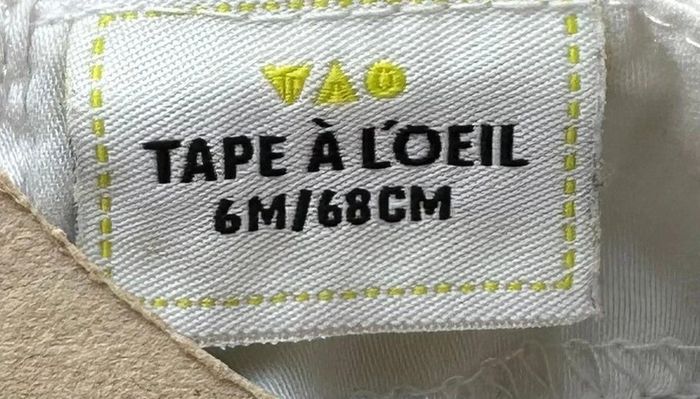 TAO
TAPE À L'OEIL
6M/68CM